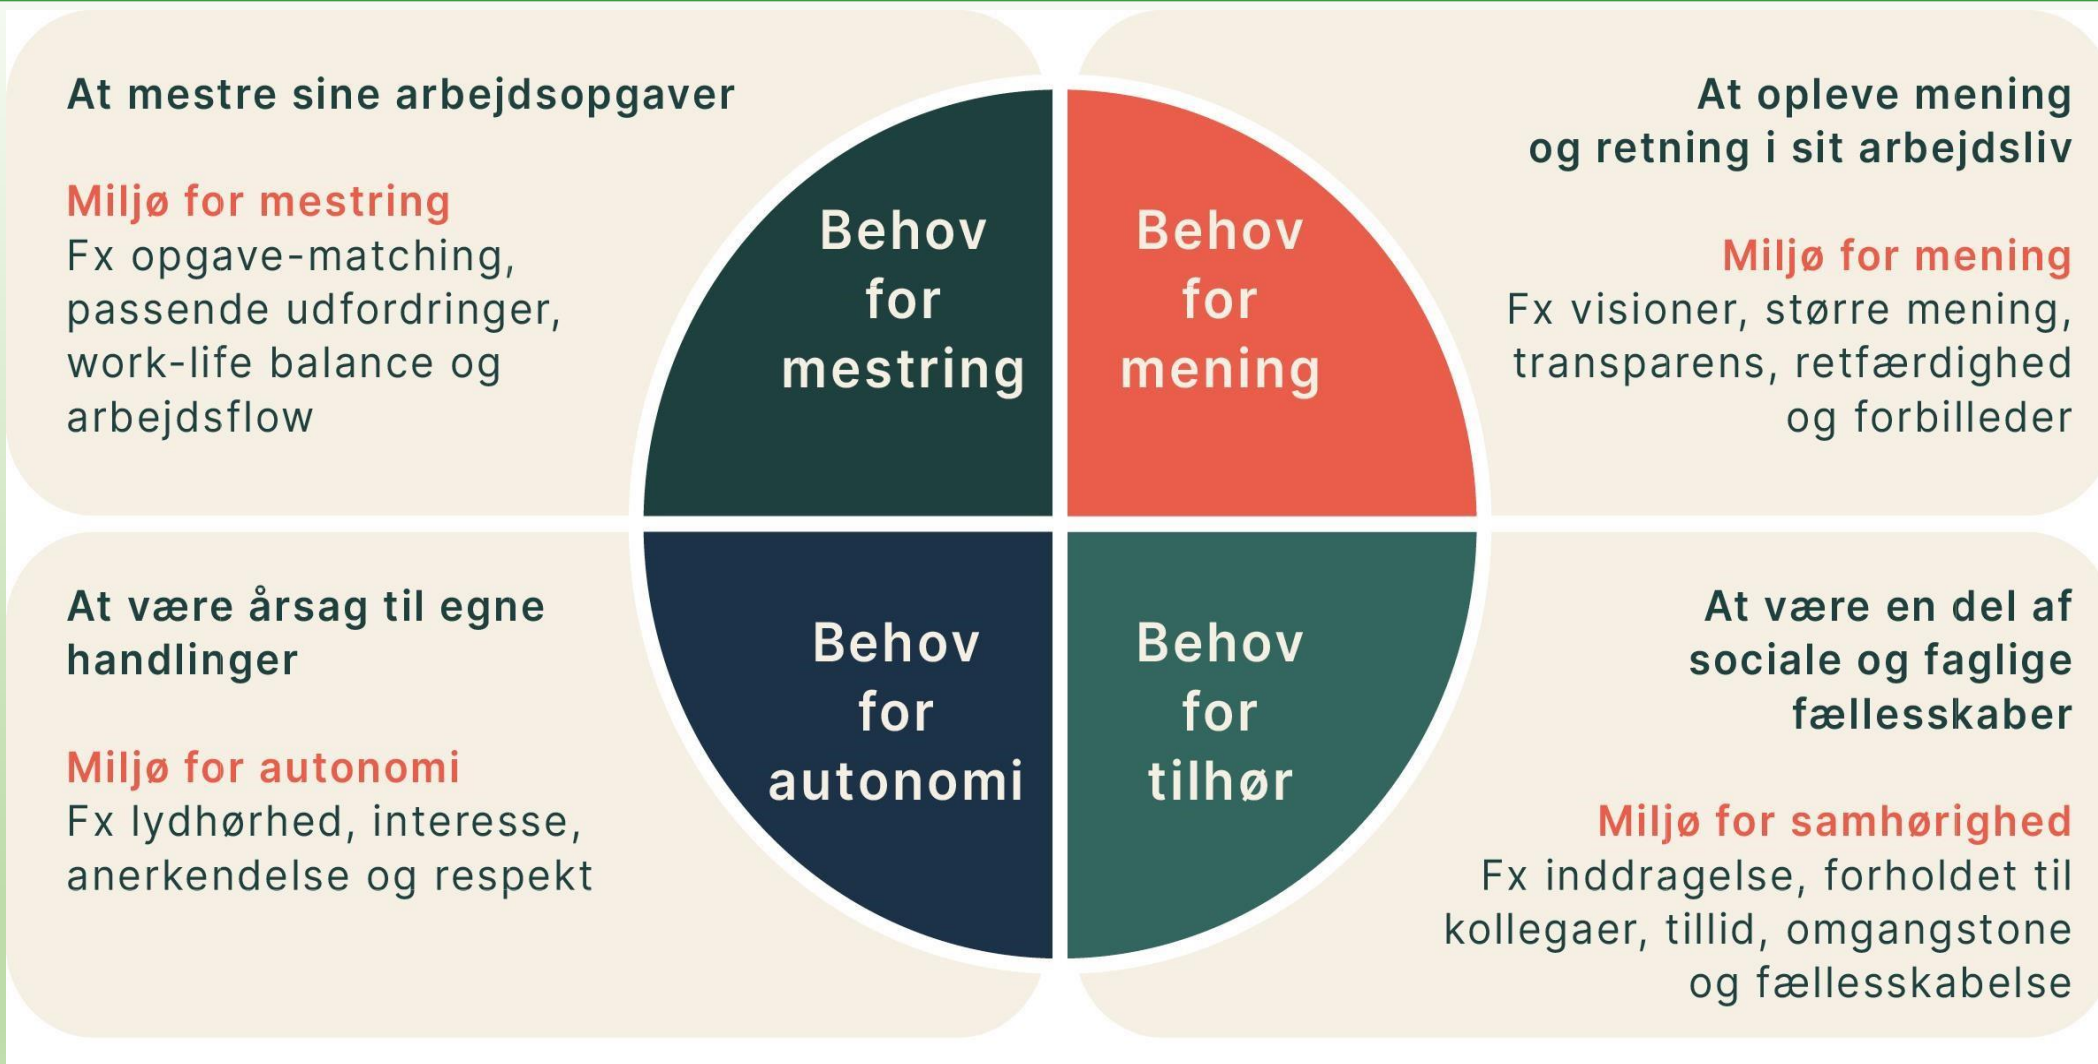 At mestre sine arbejdsopgaver
Miljø for mestring
Fx opgave-matching,
passende udfordringer,
work-life balance og
arbejdsflow
Behov
for
mestring
Behov
for
mening
At opleve mening
og retning i sit arbejdsliv
Miljø for mening
Fx visioner, større mening,
transparens, retfærdighed
og forbilleder
At være årsag til egne
handlinger
Miljø for autonomi
Fx lydhørhed, interesse,
anerkendelse og respekt
Behov
for
autonomi
Behov
for
tilhør
At være en del af
sociale og faglige
fællesskaber
Miljø for samhørighed
Fx inddragelse, forholdet til
kollegaer, tillid, omgangstone
og fællesskabelse